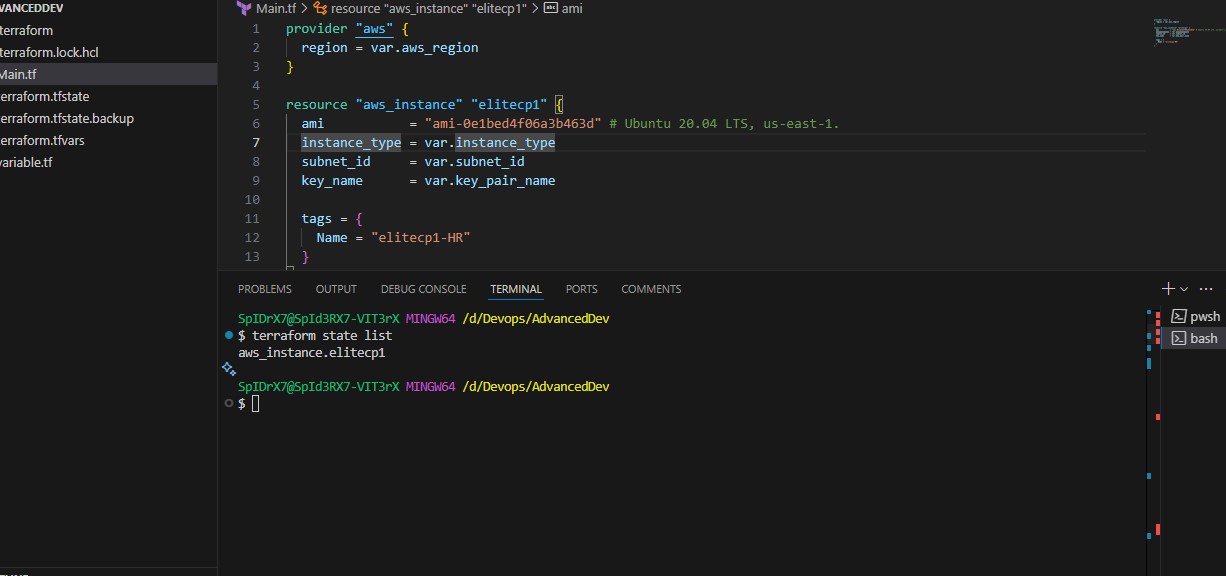 VANCEDDEV
terraform
terraform.lock.hcl
Main.tf
erraform.tfstate
erraform.tfstate.backup
erraform.tfvars
variable.tf
Main.tf > resource "aws_instance" "elitecp1" > abc ami
1 provider "aws" {
2 region = var.aws_region
3 }
4
5 resource "aws_instance" "elitecp1" {
6 ami = "ami-0e1bed4f06a3b463d" # Ubuntu 20.04 LTS, us-east-1.
7 instance_type = var.instance_type
8 subnet_id = var.subnet_id
9 key_name = var.key_pair_name
10
11 tags = {
12 Name = "elitecp1-HR"
13 }
PROBLEMS OUTPUT DEBUG CONSOLE TERMINAL PORTS COMMENTS
SpIDrX7@SpId3RX7-VIT3rX MINGW64 /d/Devops/AdvancedDev
$ terraform state list
aws_instance.elitecp1
SpIDrX7@SpId3RX7-VIT3rX MINGW64 /d/Devops/AdvancedDev
$
pwsh
bash